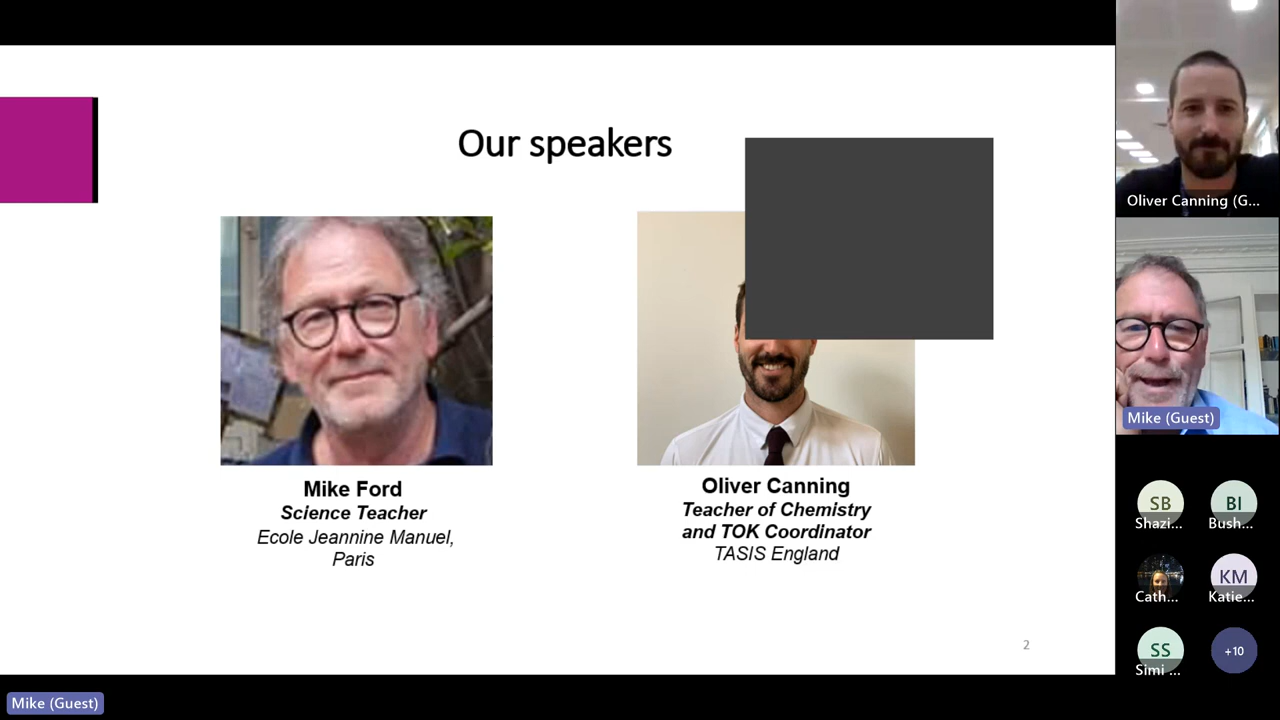 Our speakers
Mike Ford
Science Teacher
Ecole Jeannine Manuel,
Paris
Oliver Canning
Teacher of Chemistry
and TOK Coordinator
TASIS England
2
Oliver Canning (G...
Mike (Guest)
SB
Shazi...
BI
Bush...
Cath...
KM
Katie...
SS
Simi ...
+10
Mike (Guest)